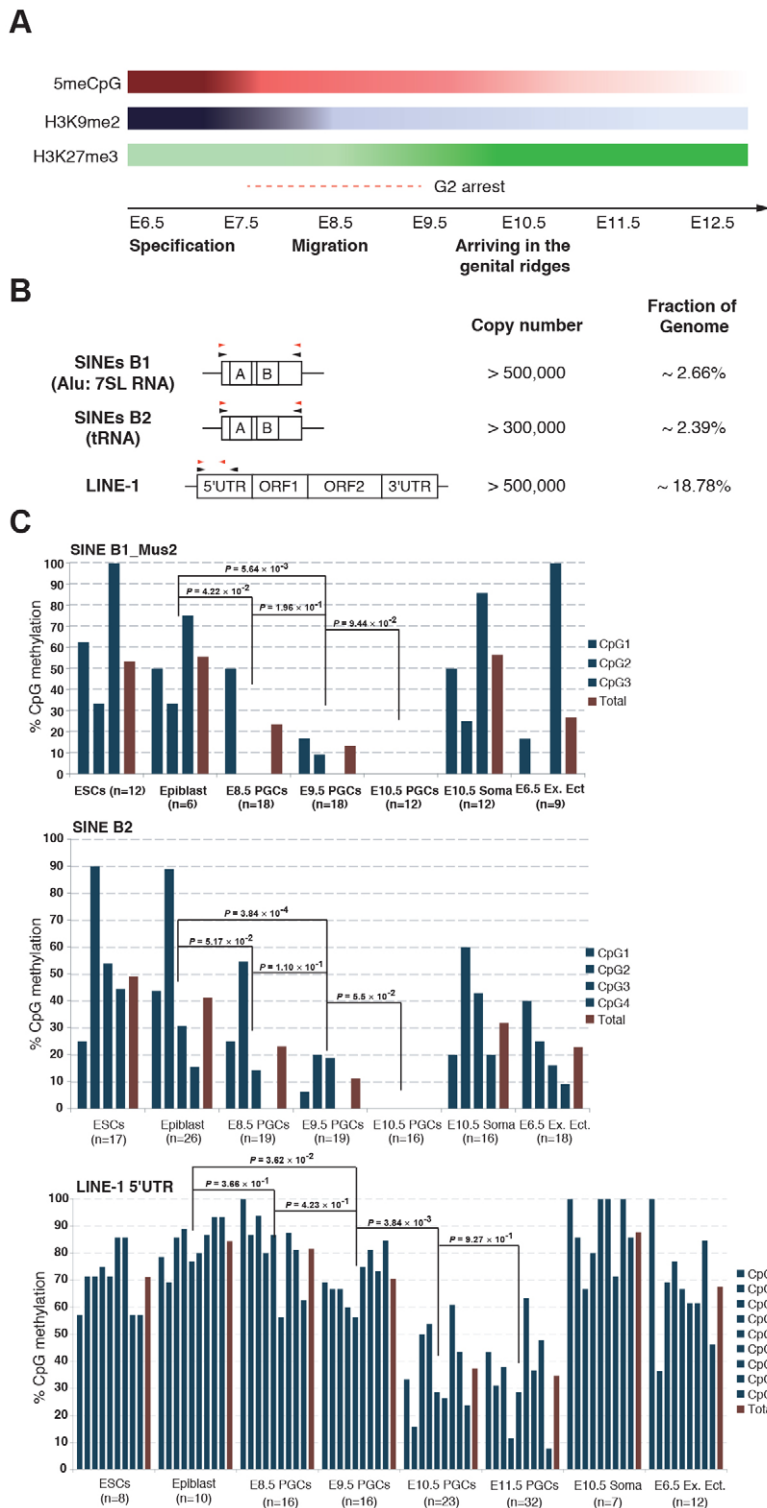 A
5meCpG
H3K9me2
H3K27me3
G2 arrest
E6.5 E7.5 E8.5 E9.5 E10.5 E11.5 E12.5
Specification Migration Arriving in the
genital ridges
B
Copy number Fraction of
Genome
SINEs B1
(Alu: 7SL RNA)
A B
> 500,000 ~ 2.66%
SINEs B2
(tRNA)
A B
> 300,000 ~ 2.39%
LINE-1
5'UTR ORF1 ORF2 3'UTR
> 500,000 ~ 18.78%
C
SINE B1_Mus2
% CpG methylation
100
90
80
70
60
50
40
30
20
10
0
P = 5.64 × 10-3
P = 4.22 × 10-2
P = 1.96 × 10-1
P = 9.44 × 10-2
CpG1
CpG2
CpG3
Total
ESCs (n=12) Epiblast E8.5 PGCs E9.5 PGCs E10.5 PGCs E10.5 Soma E6.5 Ex. Ect
(n=6) (n=18) (n=18) (n=12) (n=12) (n=9)
SINE B2
% CpG methylation
100
90
80
70
60
50
40
30
20
10
0
P = 3.84 × 10-4
P = 5.17 × 10-2
P = 1.10 × 10-1
P = 5.5 × 10-2
CpG1
CpG2
CpG3
CpG4
Total
ESCs Epiblast E8.5 PGCs E9.5 PGCs E10.5 PGCs E10.5 Soma E6.5 Ex. Ect.
(n=17) (n=26) (n=19) (n=19) (n=16) (n=16) (n=18)
LINE-1 5'UTR
% CpG methylation
100
90
80
70
60
50
40
30
20
10
0
P = 3.62 × 10-2
P = 3.66 × 10-1
P = 4.23 × 10-1
P = 3.84 × 10-3
P = 9.27 × 10-1
ESCs Epiblast E8.5 PGCs E9.5 PGCs E10.5 PGCs E11.5 PGCs E10.5 Soma E6.5 Ex. Ect.
(n=8) (n=10) (n=16) (n=16) (n=23) (n=32) (n=7) (n=12)